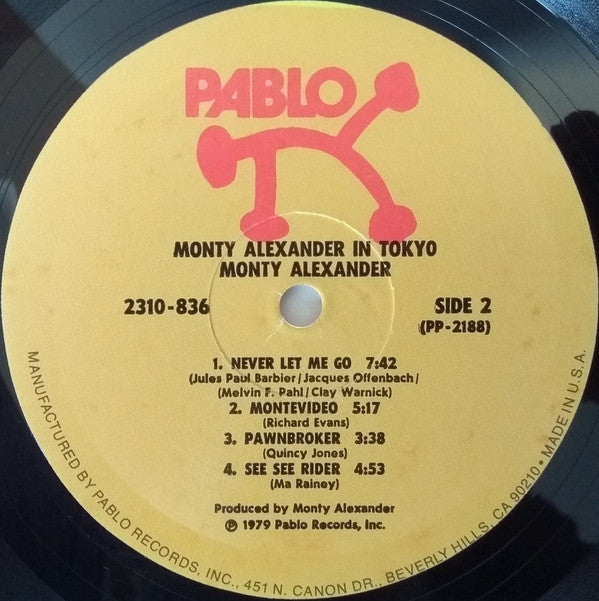 PABLO
MONTY ALEXANDER IN TOKYO
MONTY ALEXANDER
2310-836
SIDE 2
(PP-2188)
1. NEVER LET ME GO 7:42
(Jules Paul Barbier/Jacques Offenbach/
(Melvin F. Pahl/Clay Warnick)
2. MONTEVIDEO 5:17
(Richard Evans)
3. PAWNBROKER 3:38
(Quincy Jones)
4. SEE SEE RIDER 4:53
(Ma Rainey)
Produced by Monty Alexander
℗ 1979 Pablo Records, Inc.
MANUFACTURED BY PABLO RECORDS, INC., 451 N. CANON DR., BEVERLY HILLS, CA 90210 • MADE IN U.S.A.